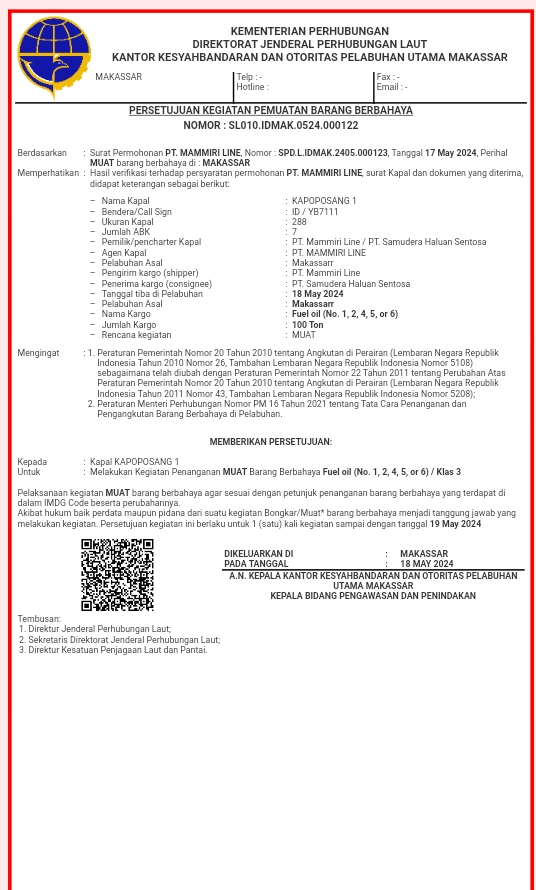 KEMENTERIAN PERHUBUNGAN
DIREKTORAT JENDERAL PERHUBUNGAN LAUT
KANTOR KESYAHBANDARAN DAN OTORITAS PELABUHAN UTAMA MAKASSAR
MAKASSAR
Telp : -
Hotline :
Fax : -
Email : -
PERSETUJUAN KEGIATAN PEMUATAN BARANG BERBAHAYA
NOMOR : SL010.IDMAK.0524.000122
Berdasarkan : Surat Permohonan PT. MAMMIRI LINE, Nomor : SPD.L.IDMAK.2405.000123, Tanggal 17 May 2024, Perihal
MUAT barang berbahaya di : MAKASSAR
Memperhatikan : Hasil verifikasi terhadap persyaratan permohonan PT. MAMMIRI LINE, surat Kapal dan dokumen yang diterima,
didapat keterangan sebagai berikut:
– Nama Kapal : KAPOPOSANG 1
– Bendera/Call Sign : ID / YB7111
– Ukuran Kapal : 288
– Jumlah ABK : 7
– Pemilik/pencharter Kapal : PT. Mammiri Line / PT. Samudera Haluan Sentosa
– Agen Kapal : PT. MAMMIRI LINE
– Pelabuhan Asal : Makassarr
– Pengirim kargo (shipper) : PT. Mammiri Line
– Penerima kargo (consignee) : PT. Samudera Haluan Sentosa
– Tanggal tiba di Pelabuhan : 18 May 2024
– Pelabuhan Asal : Makassarr
– Nama Kargo : Fuel oil (No. 1, 2, 4, 5, or 6)
– Jumlah Kargo : 100 Ton
– Rencana kegiatan : MUAT
Mengingat : 1. Peraturan Pemerintah Nomor 20 Tahun 2010 tentang Angkutan di Perairan (Lembaran Negara Republik
Indonesia Tahun 2010 Nomor 26, Tambahan Lembaran Negara Republik Indonesia Nomor 5108)
sebagaimana telah diubah dengan Peraturan Pemerintah Nomor 22 Tahun 2011 tentang Perubahan Atas
Peraturan Pemerintah Nomor 20 Tahun 2010 tentang Angkutan di Perairan (Lembaran Negara Republik
Indonesia Tahun 2011 Nomor 43, Tambahan Lembaran Negara Republik Indonesia Nomor 5208);
2. Peraturan Menteri Perhubungan Nomor PM 16 Tahun 2021 tentang Tata Cara Penanganan dan
Pengangkutan Barang Berbahaya di Pelabuhan.
MEMBERIKAN PERSETUJUAN:
Kepada : Kapal KAPOPOSANG 1
Untuk : Melakukan Kegiatan Penanganan MUAT Barang Berbahaya Fuel oil (No. 1, 2, 4, 5, or 6) / Klas 3
Pelaksanaan kegiatan MUAT barang berbahaya agar sesuai dengan petunjuk penanganan barang berbahaya yang terdapat di
dalam IMDG Code beserta perubahannya.
Akibat hukum baik perdata maupun pidana dari suatu kegiatan Bongkar/Muat* barang berbahaya menjadi tanggung jawab yang
melakukan kegiatan. Persetujuan kegiatan ini berlaku untuk 1 (satu) kali kegiatan sampai dengan tanggal 19 May 2024
DIKELUARKAN DI : MAKASSAR
PADA TANGGAL : 18 MAY 2024
A.N. KEPALA KANTOR KESYAHBANDARAN DAN OTORITAS PELABUHAN
UTAMA MAKASSAR
KEPALA BIDANG PENGAWASAN DAN PENINDAKAN
Tembusan:
1. Direktur Jenderal Perhubungan Laut;
2. Sekretaris Direktorat Jenderal Perhubungan Laut;
3. Direktur Kesatuan Penjagaan Laut dan Pantai.